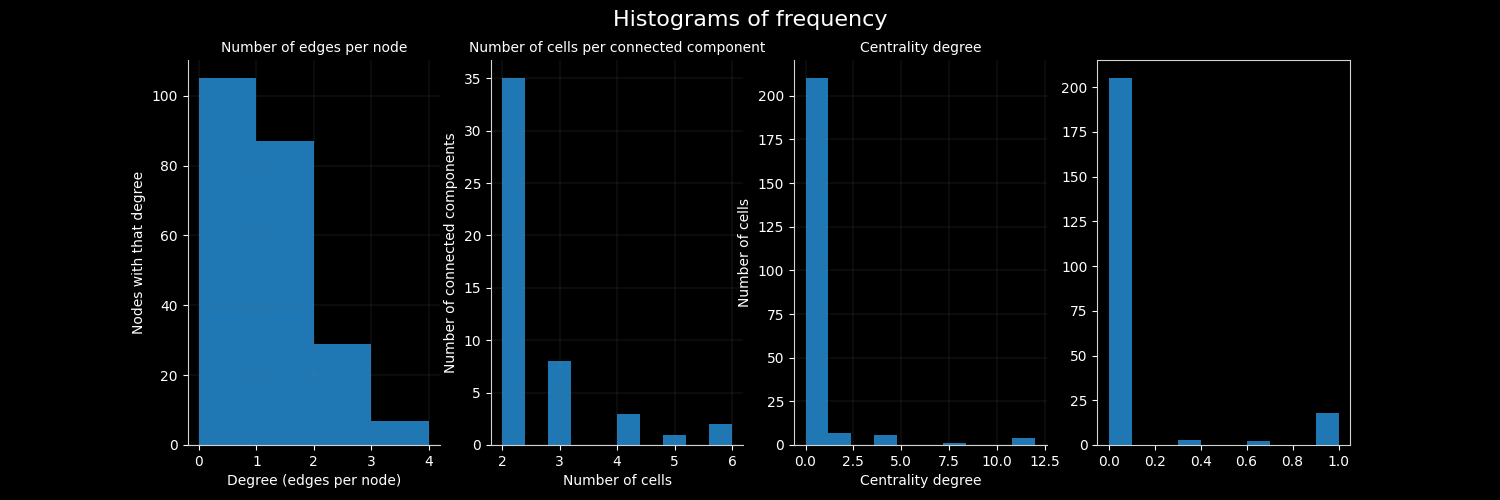 Histograms of frequency
Number of edges per node
Nodes with that degree
100
80
60
40
20
0
0 1 2 3 4
Degree (edges per node)
Number of cells per connected component
Number of connected components
35
30
25
20
15
10
5
0
2 3 4 5 6
Number of cells
Centrality degree
Number of cells
200
175
150
125
100
75
50
25
0
0.0 2.5 5.0 7.5 10.0 12.5
Centrality degree
200
175
150
125
100
75
50
25
0
0.0 0.2 0.4 0.6 0.8 1.0